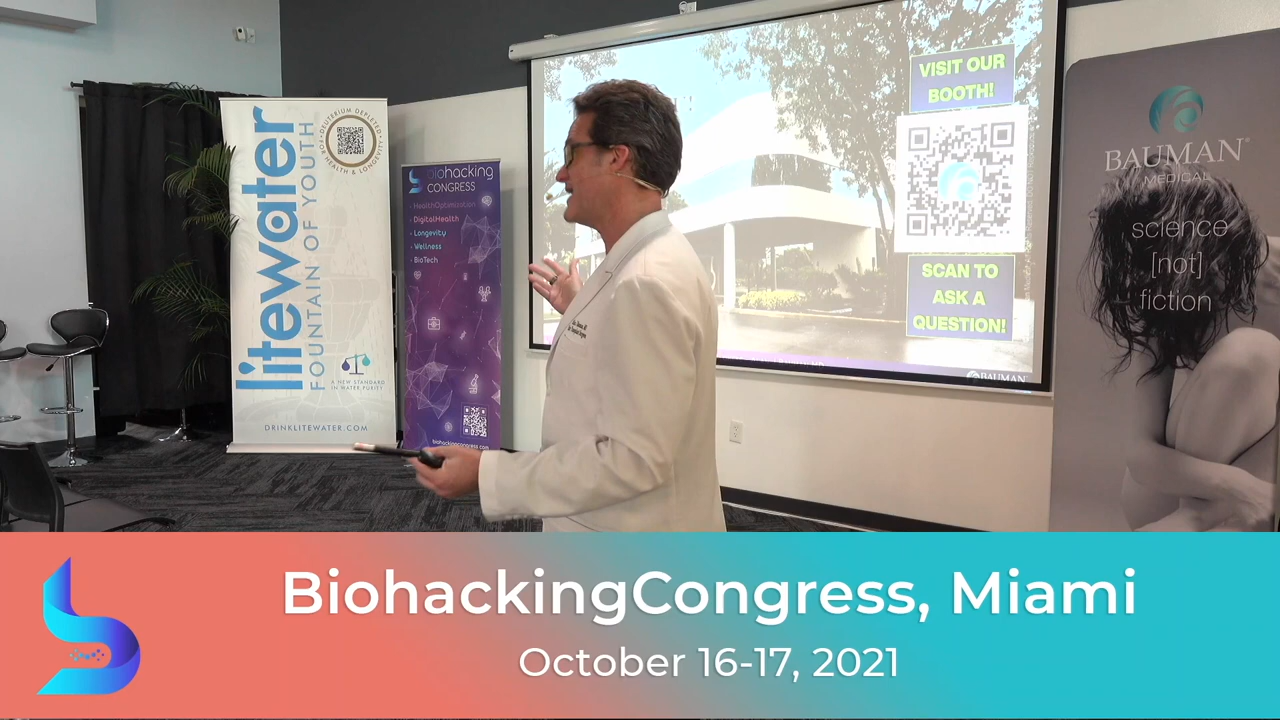 litewater
FOUNTAIN OF YOUTH
DEUTERIUM DEPLETED
HEALTH & LONGEVITY
A NEW STANDARD
IN WATER PURITY
DRINKLITEWATER.COM
biohacking
CONGRESS
HealthOptimization
DigitalHealth
Longevity
Wellness
BioTech
biohackingcongress.com
VISIT OUR
BOOTH!
SCAN TO
ASK A
QUESTION!
BAUMAN
BAUMAN®
MEDICAL
science
[not]
fiction
BiohackingCongress, Miami
October 16-17, 2021